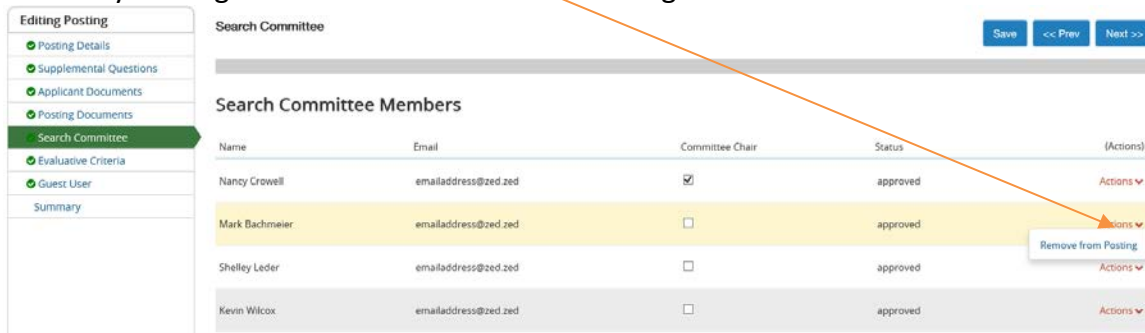 Editing Posting
Posting Details
Supplemental Questions
Applicant Documents
Posting Documents
Search Committee
Evaluative Criteria
Guest User
Summary
Search Committee
Save << Prev Next >>
Search Committee Members
Name Email Committee Chair Status (Actions)
Nancy Crowell emailaddress@zed.zed approved Actions
Mark Bachmeier emailaddress@zed.zed approved Actions
Remove from Posting
Shelley Leder emailaddress@zed.zed approved Actions
Kevin Wilcox emailaddress@zed.zed approved Actions